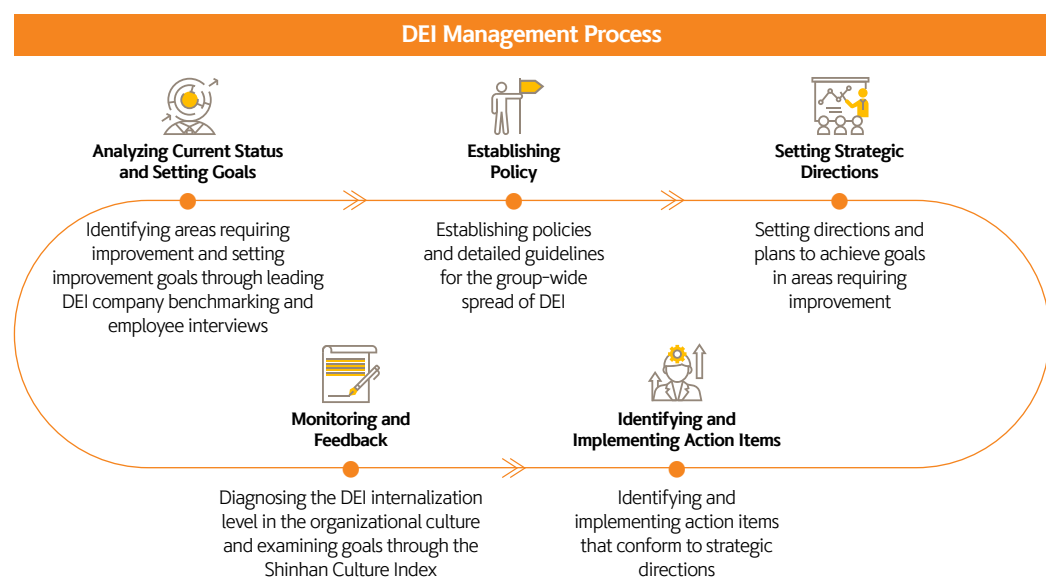 DEI Management Process
Analyzing Current Status
and Setting Goals
Identifying areas requiring
improvement and setting
improvement goals through leading
DEI company benchmarking and
employee interviews
Establishing
Policy
Establishing policies
and detailed guidelines
for the group-wide
spread of DEI
Setting Strategic
Directions
Setting directions and
plans to achieve goals
in areas requiring
improvement
Monitoring and
Feedback
Diagnosing the DEI internalization
level in the organizational culture
and examining goals through the
Shinhan Culture Index
Identifying and
Implementing Action Items
Identifying and
implementing action items
that conform to strategic
directions